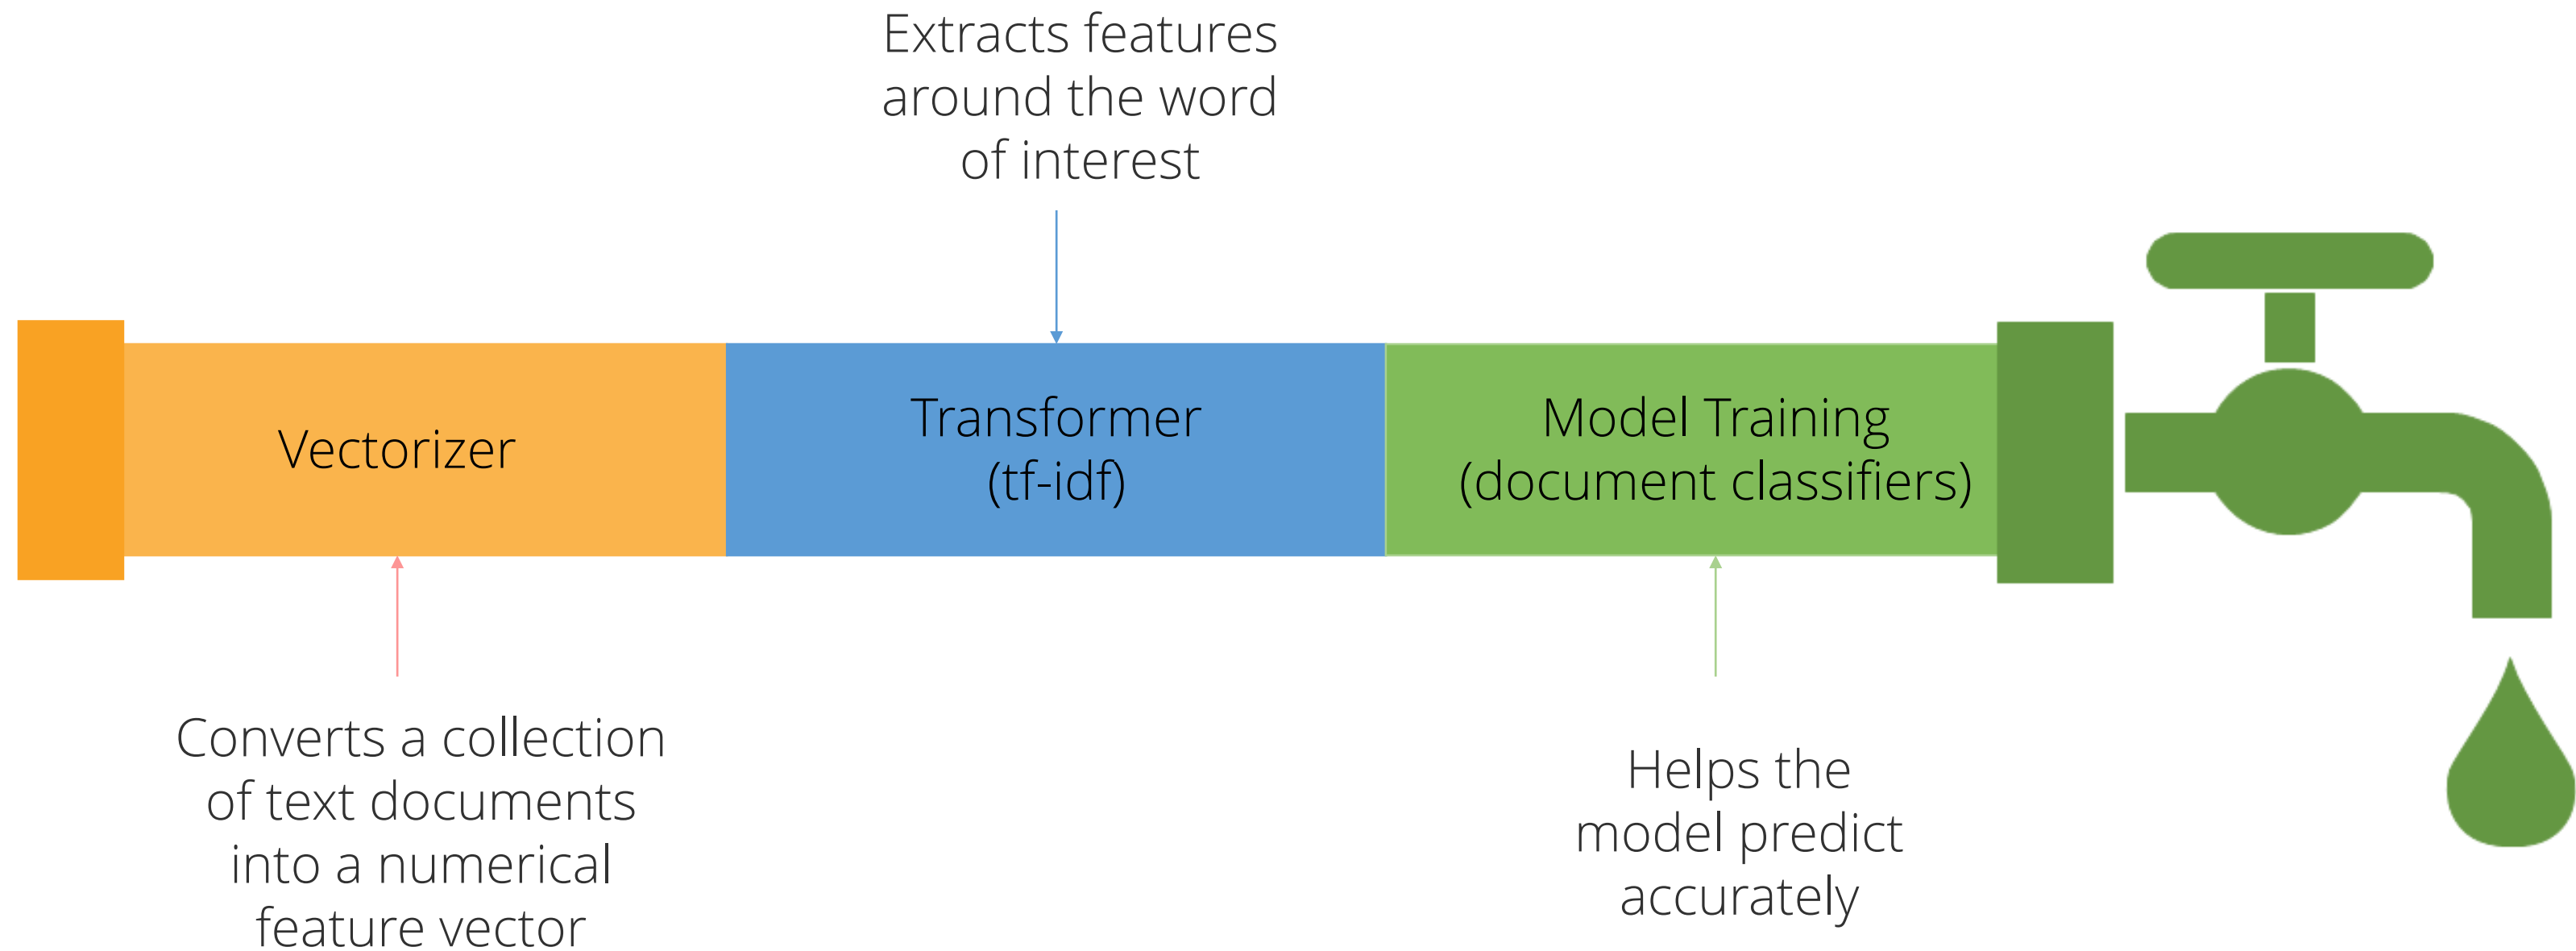 Extracts features
around the word
of interest
Vectorizer
Transformer
(tf-idf)
Model Training
(document classifiers)
Converts a collection
of text documents
into a numerical
feature vector
Helps the
model predict
accurately